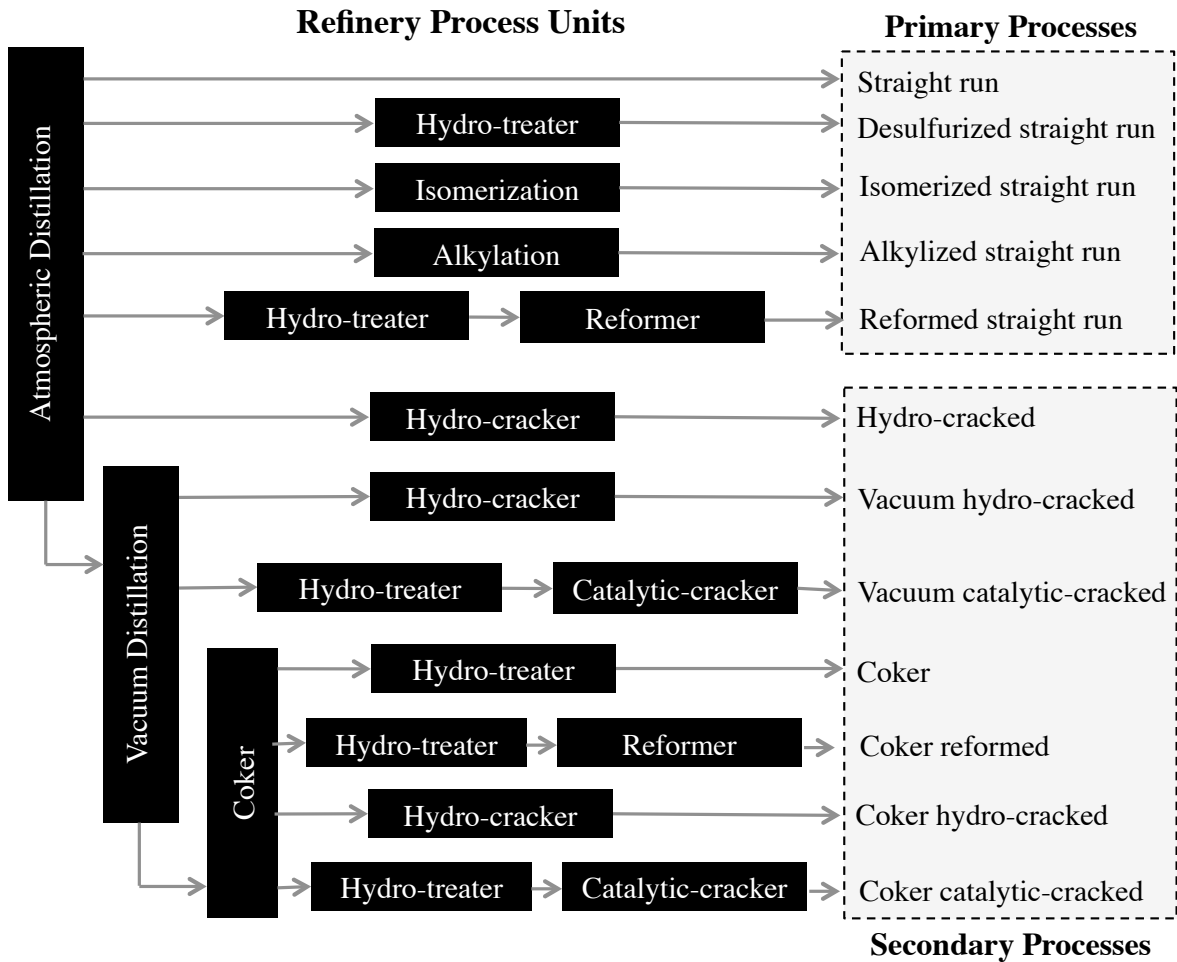 Refinery Process Units
Primary Processes
Atmospheric Distillation
Straight run
Hydro-treater
Desulfurized straight run
Isomerization
Isomerized straight run
Alkylation
Alkylized straight run
Hydro-treater
Reformer
Reformed straight run
Hydro-cracker
Hydro-cracked
Vacuum Distillation
Hydro-cracker
Vacuum hydro-cracked
Hydro-treater
Catalytic-cracker
Vacuum catalytic-cracked
Coker
Hydro-treater
Coker
Hydro-treater
Reformer
Coker reformed
Hydro-cracker
Coker hydro-cracked
Hydro-treater
Catalytic-cracker
Coker catalytic-cracked
Secondary Processes